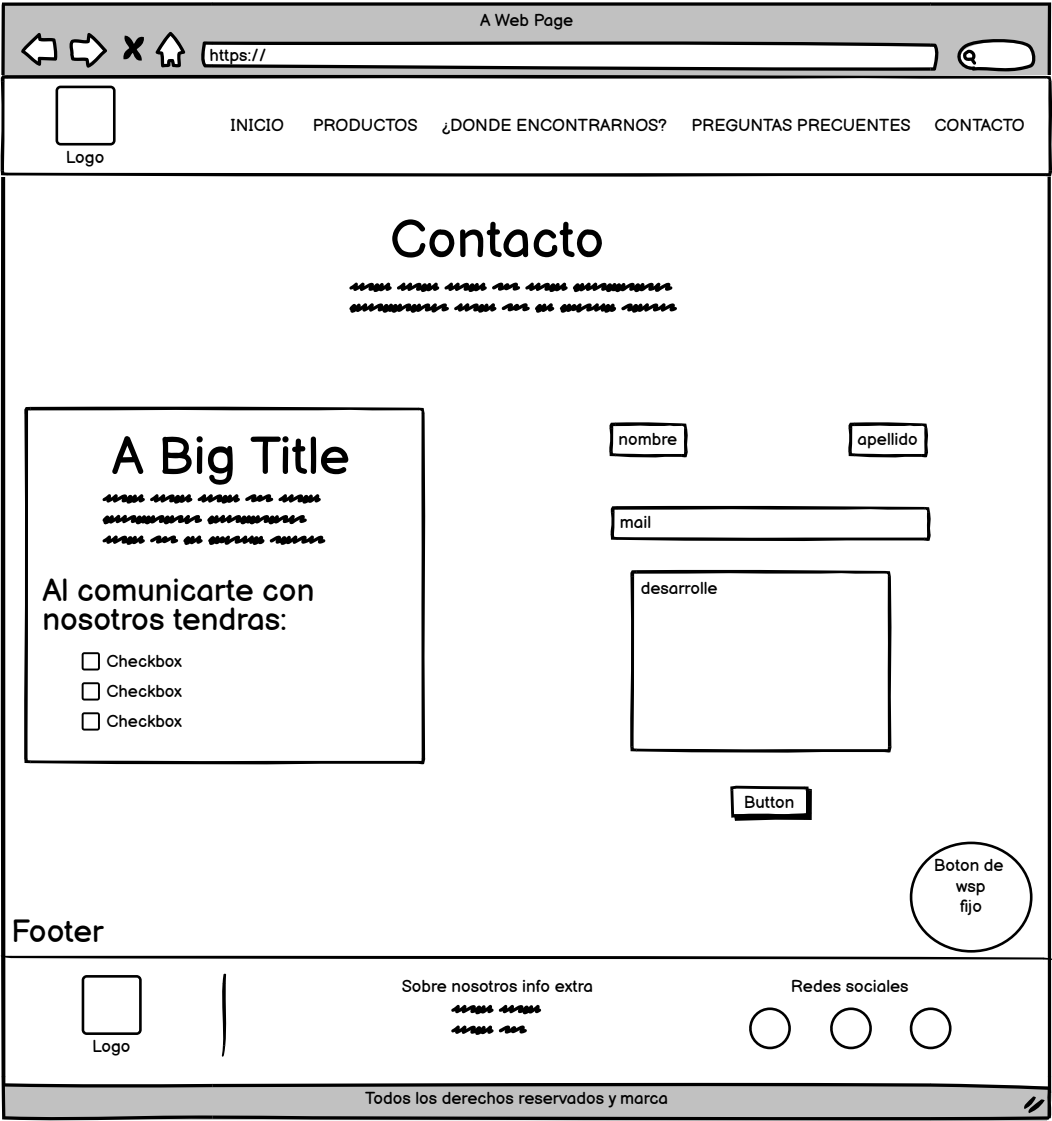 A Web Page
https://
Logo
INICIO PRODUCTOS ¿DONDE ENCONTRARNOS? PREGUNTAS PRECUENTES CONTACTO
Contacto
A Big Title
Al comunicarte con
nosotros tendras:
Checkbox
Checkbox
Checkbox
nombre apellido
mail
desarrolle
Button
Boton de
wsp
fijo
Footer
Logo
Sobre nosotros info extra
Redes sociales
Todos los derechos reservados y marca